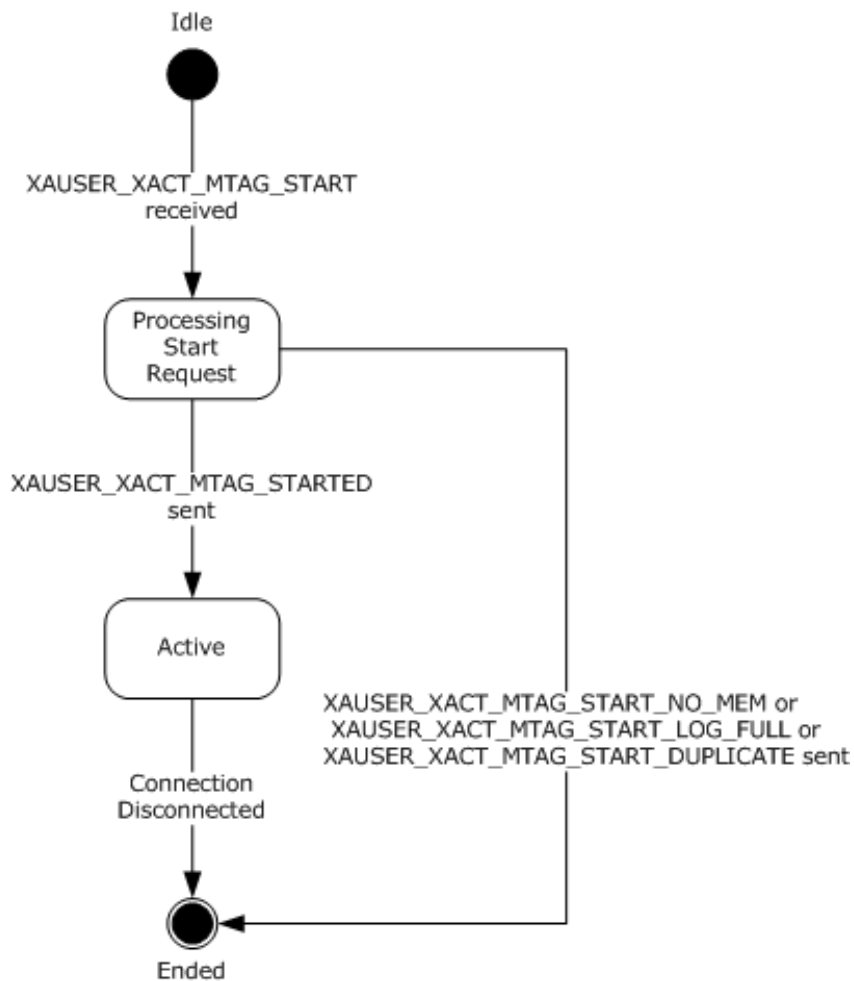 Idle
XAUSER_XACT_MTAG_START
received
Processing
Start
Request
XAUSER_XACT_MTAG_STARTED
sent
Active
XAUSER_XACT_MTAG_START_NO_MEM or
XAUSER_XACT_MTAG_START_LOG_FULL or
XAUSER_XACT_MTAG_START_DUPLICATE sent
Connection
Disconnected
Ended